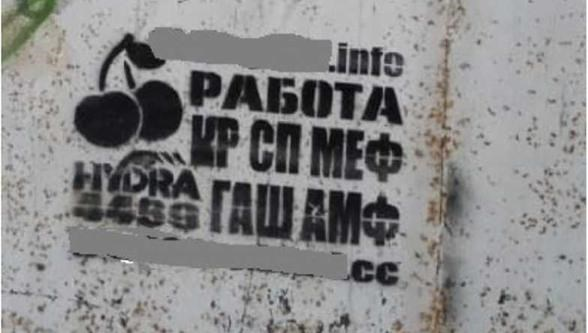 .info
РАБОТА
КР СП МЕФ
HYDRA
ГАШ АМФ
.cc